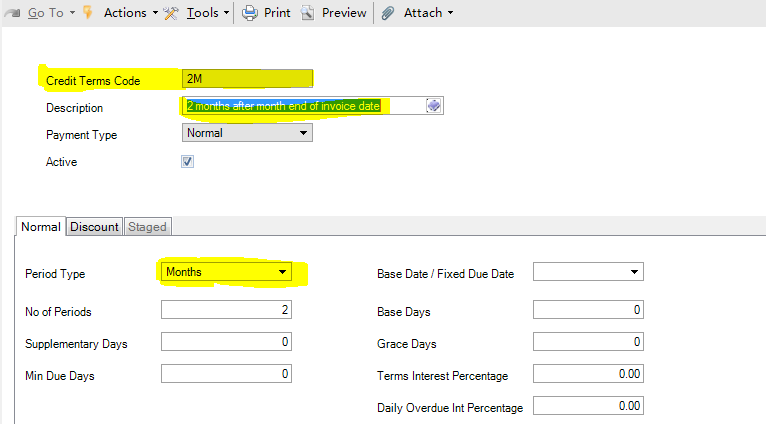 Go To Actions Tools Print Preview Attach
Credit Terms Code 2M
Description 2 months after month end of invoice date
Payment Type Normal
Active
Normal Discount Staged
Period Type Months Base Date / Fixed Due Date
No of Periods 2 Base Days 0
Supplementary Days 0 Grace Days 0
Min Due Days 0 Terms Interest Percentage 0.00
Daily Overdue Int Percentage 0.00